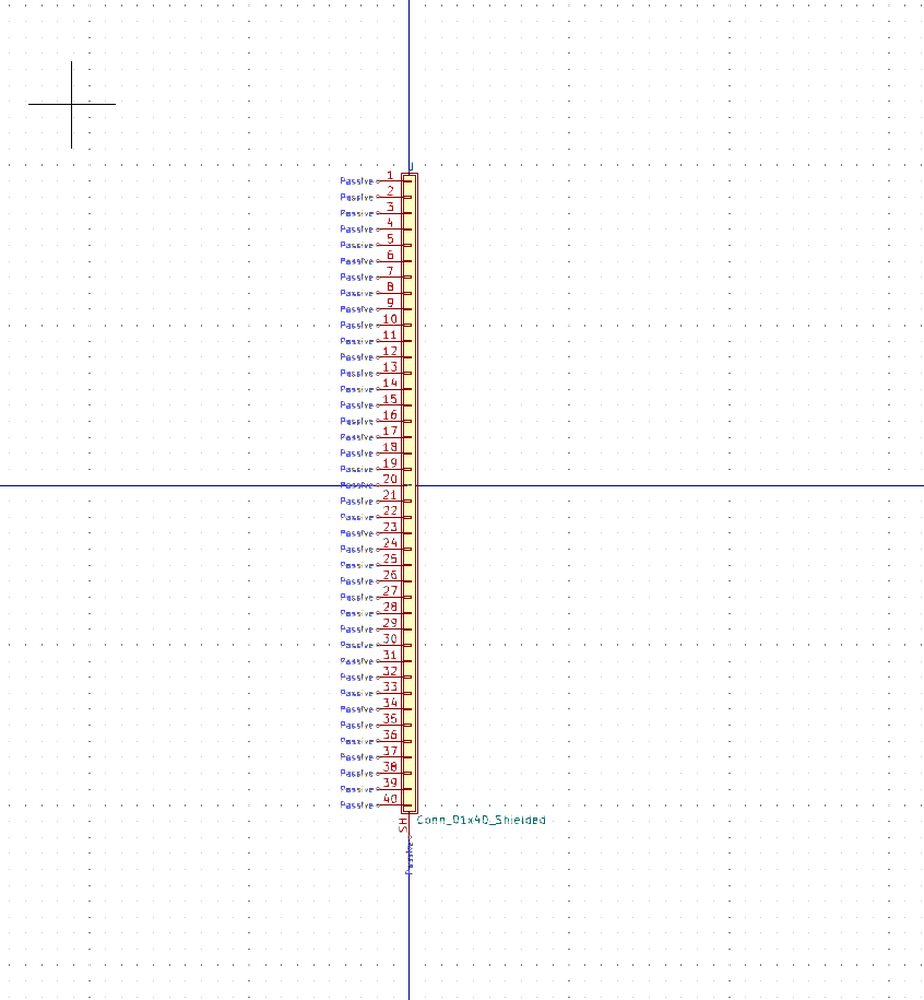 J
Passive 1
Passive 2
Passive 3
Passive 4
Passive 5
Passive 6
Passive 7
Passive 8
Passive 9
Passive 10
Passive 11
Passive 12
Passive 13
Passive 14
Passive 15
Passive 16
Passive 17
Passive 18
Passive 19
Passive 20
Passive 21
Passive 22
Passive 23
Passive 24
Passive 25
Passive 26
Passive 27
Passive 28
Passive 29
Passive 30
Passive 31
Passive 32
Passive 33
Passive 34
Passive 35
Passive 36
Passive 37
Passive 38
Passive 39
Passive 40
SH
Conn_01x40_Shielded
Passive